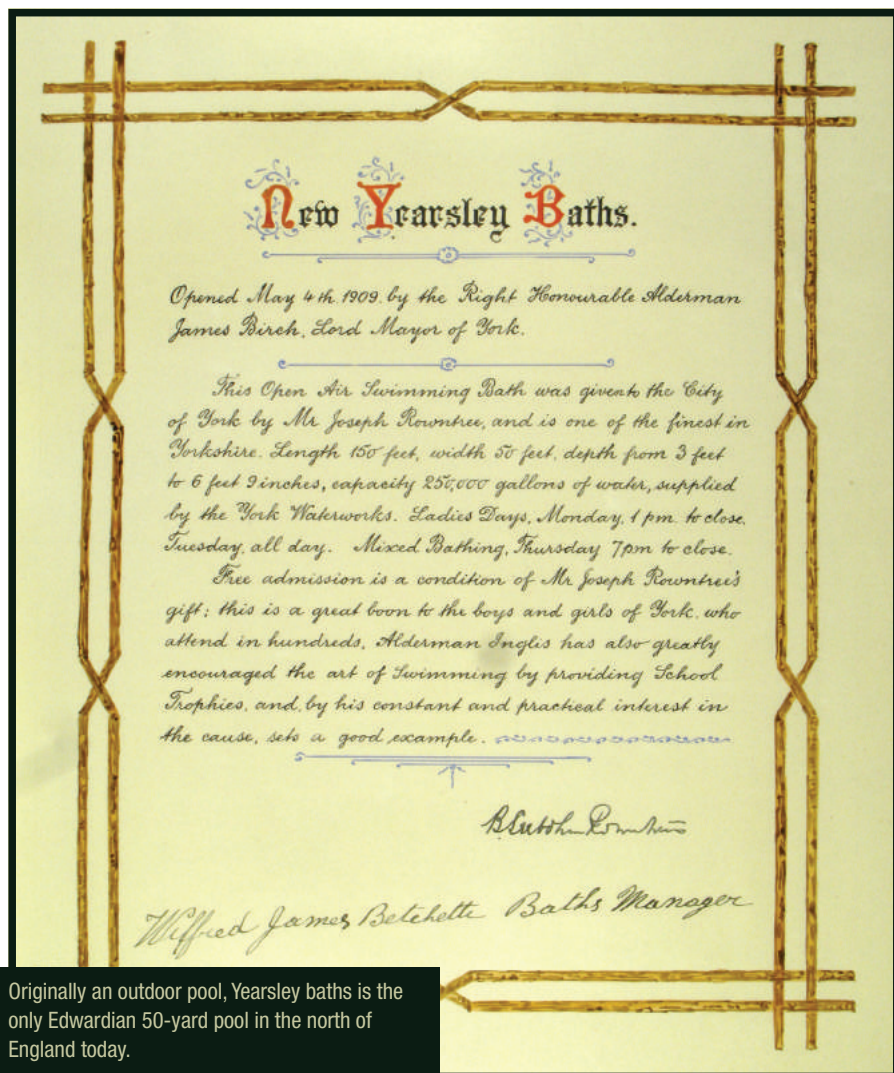 New Yearsley Baths.
Opened May 4th 1909. by the Right Honourable Alderman
James Birch, Lord Mayor of York.
This Open Air Swimming Bath was given to the City
of York by Mr Joseph Rowntree, and is one of the finest in
Yorkshire. Length 150 feet, width 50 feet, depth from 3 feet
to 6 feet 9 inches, capacity 250,000 gallons of water, supplied
by the York Waterworks. Ladies Days, Monday, 1 pm. to close.
Tuesday, all day. Mixed Bathing, Thursday 7pm to close.
Free admission is a condition of Mr Joseph Rowntree's
gift; this is a great boon to the boys and girls of York, who
attend in hundreds, Alderman Inglis has also greatly
encouraged the art of Swimming by providing School
Trophies, and, by his constant and practical interest in
the cause, sets a good example.
B Seebohm Rowntree
Wilfred James Betchette Baths Manager
Originally an outdoor pool, Yearsley baths is the
only Edwardian 50-yard pool in the north of
England today.